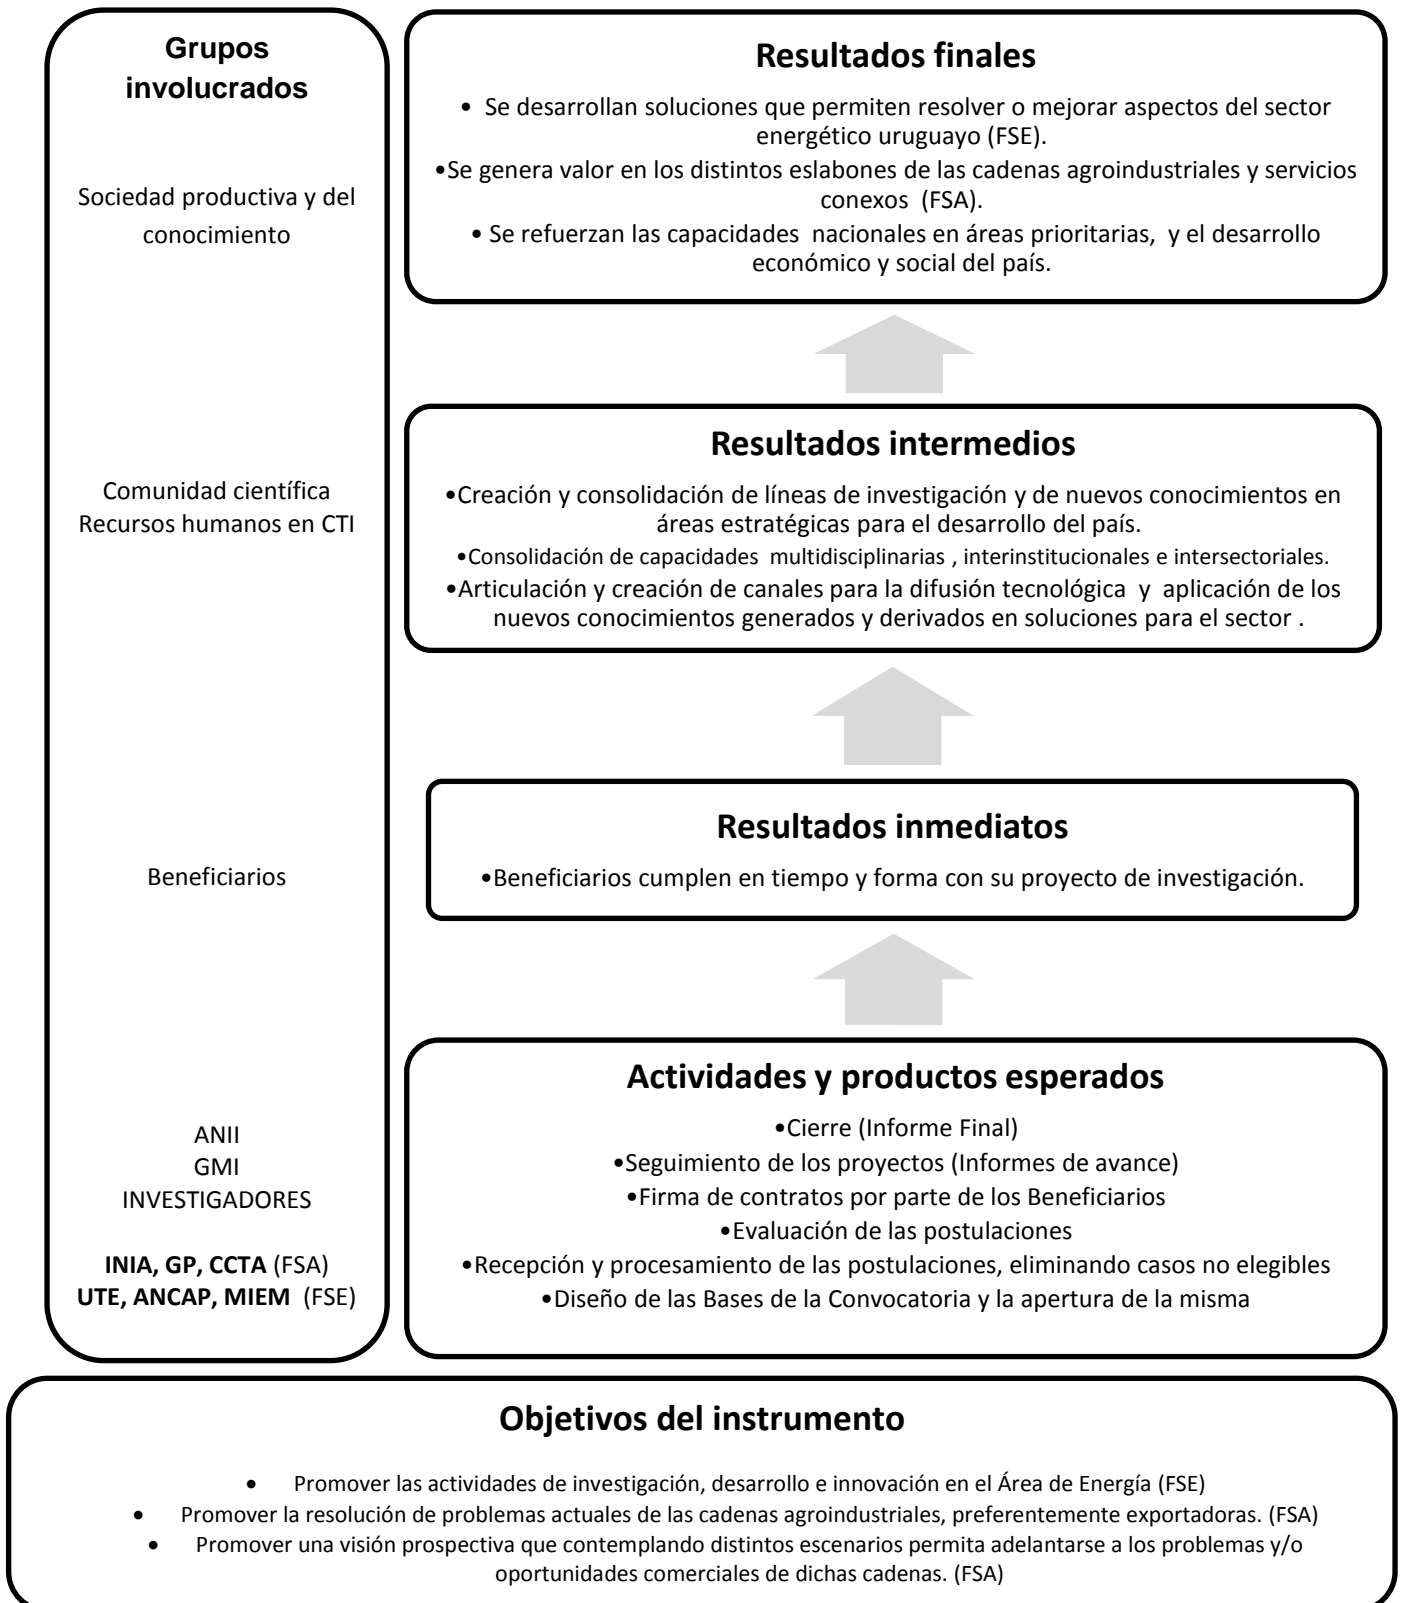 Grupos
involucrados
Sociedad productiva y del
conocimiento
Comunidad científica
Recursos humanos en CTI
Beneficiarios
ANII
GMI
INVESTIGADORES
INIA, GP, CCTA (FSA)
UTE, ANCAP, MIEM (FSE)
Resultados finales
• Se desarrollan soluciones que permiten resolver o mejorar aspectos del sector
energético uruguayo (FSE).
•Se genera valor en los distintos eslabones de las cadenas agroindustriales y servicios
conexos (FSA).
• Se refuerzan las capacidades nacionales en áreas prioritarias, y el desarrollo
económico y social del país.
Resultados intermedios
•Creación y consolidación de líneas de investigación y de nuevos conocimientos en
áreas estratégicas para el desarrollo del país.
•Consolidación de capacidades multidisciplinarias , interinstitucionales e intersectoriales.
•Articulación y creación de canales para la difusión tecnológica y aplicación de los
nuevos conocimientos generados y derivados en soluciones para el sector .
Resultados inmediatos
•Beneficiarios cumplen en tiempo y forma con su proyecto de investigación.
Actividades y productos esperados
•Cierre (Informe Final)
•Seguimiento de los proyectos (Informes de avance)
•Firma de contratos por parte de los Beneficiarios
•Evaluación de las postulaciones
•Recepción y procesamiento de las postulaciones, eliminando casos no elegibles
•Diseño de las Bases de la Convocatoria y la apertura de la misma
Objetivos del instrumento
• Promover las actividades de investigación, desarrollo e innovación en el Área de Energía (FSE)
• Promover la resolución de problemas actuales de las cadenas agroindustriales, preferentemente exportadoras. (FSA)
• Promover una visión prospectiva que contemplando distintos escenarios permita adelantarse a los problemas y/o
oportunidades comerciales de dichas cadenas. (FSA)